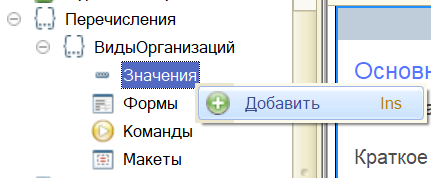 Перечисления
ВидыОрганизаций
Основн
Значения
Добавить Ins
Формы
Команды
Краткое
Макеты